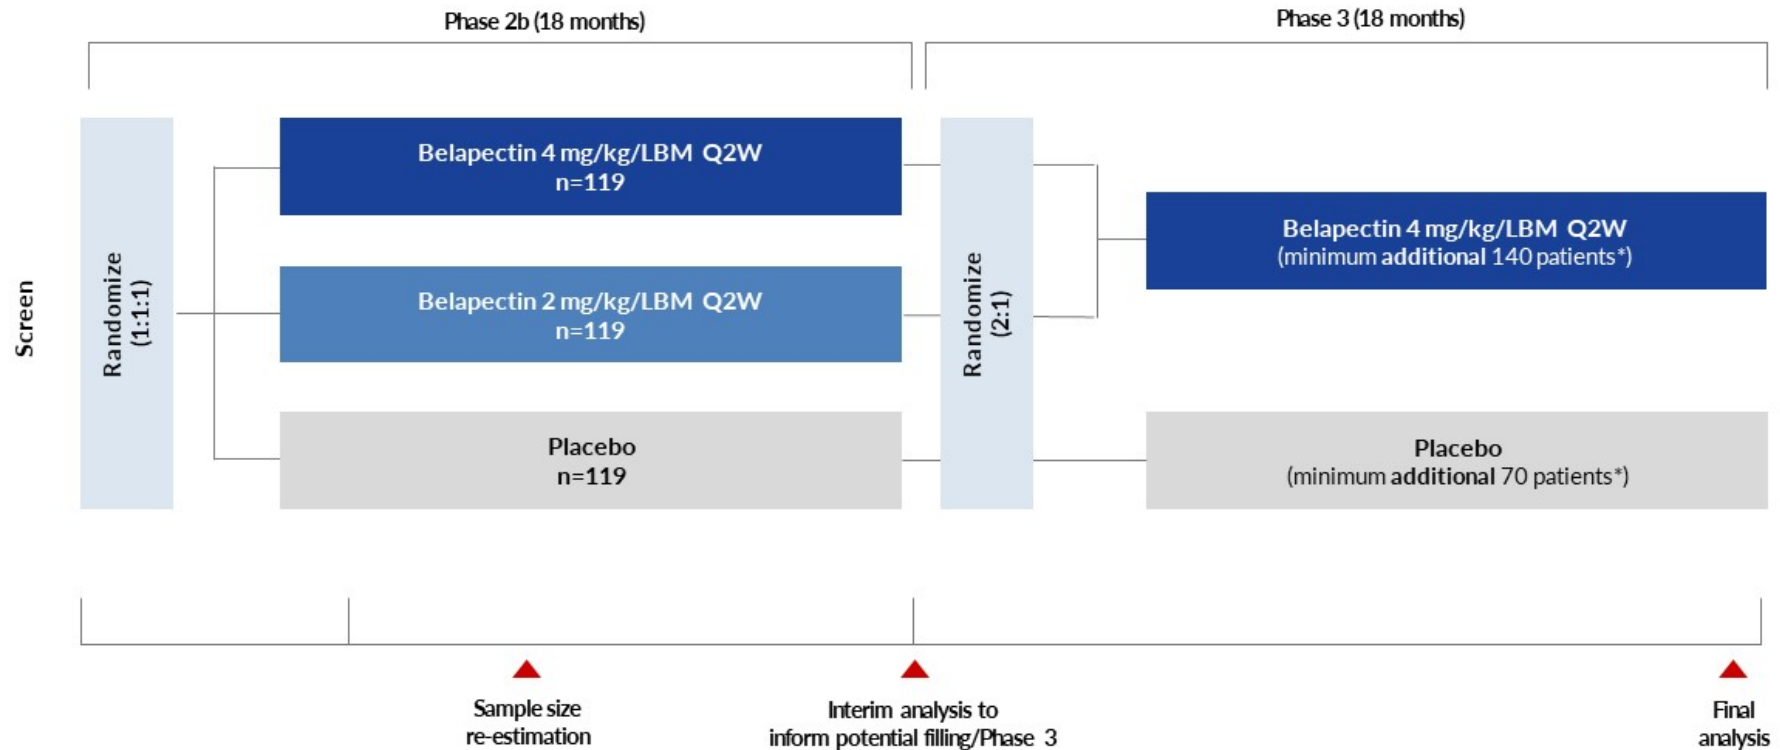 Phase 2b (18 months)
Phase 3 (18 months)
Screen
Randomize
(1:1:1)
Belapectin 4 mg/kg/LBM Q2W
n=119
Belapectin 2 mg/kg/LBM Q2W
n=119
Placebo
n=119
Randomize
(2:1)
Belapectin 4 mg/kg/LBM Q2W
(minimum additional 140 patients*)
Placebo
(minimum additional 70 patients*)
Sample size
re-estimation
Interim analysis to
inform potential filling/Phase 3
Final
analysis